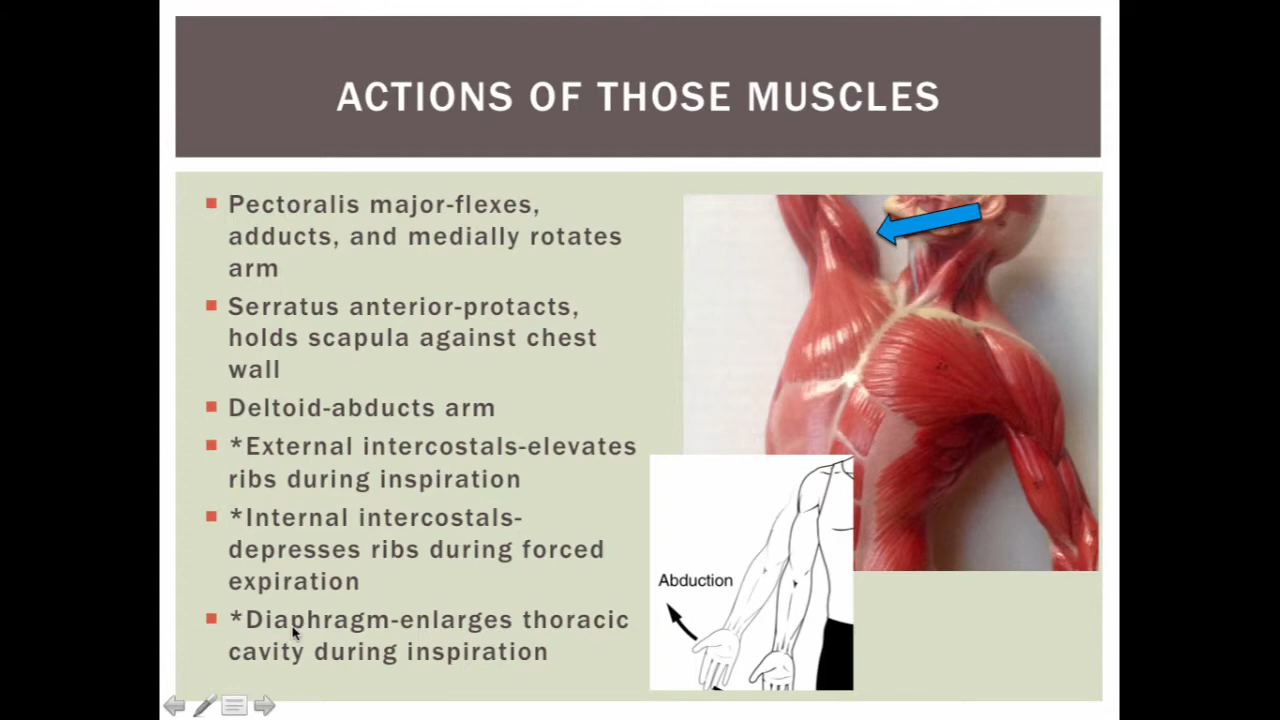 ACTIONS OF THOSE MUSCLES
Pectoralis major-flexes,
adducts, and medially rotates
arm
Serratus anterior-protacts,
holds scapula against chest
wall
Deltoid-abducts arm
*External intercostals-elevates
ribs during inspiration
*Internal intercostals-
depresses ribs during forced
expiration
*Diaphragm-enlarges thoracic
cavity during inspiration
Abduction